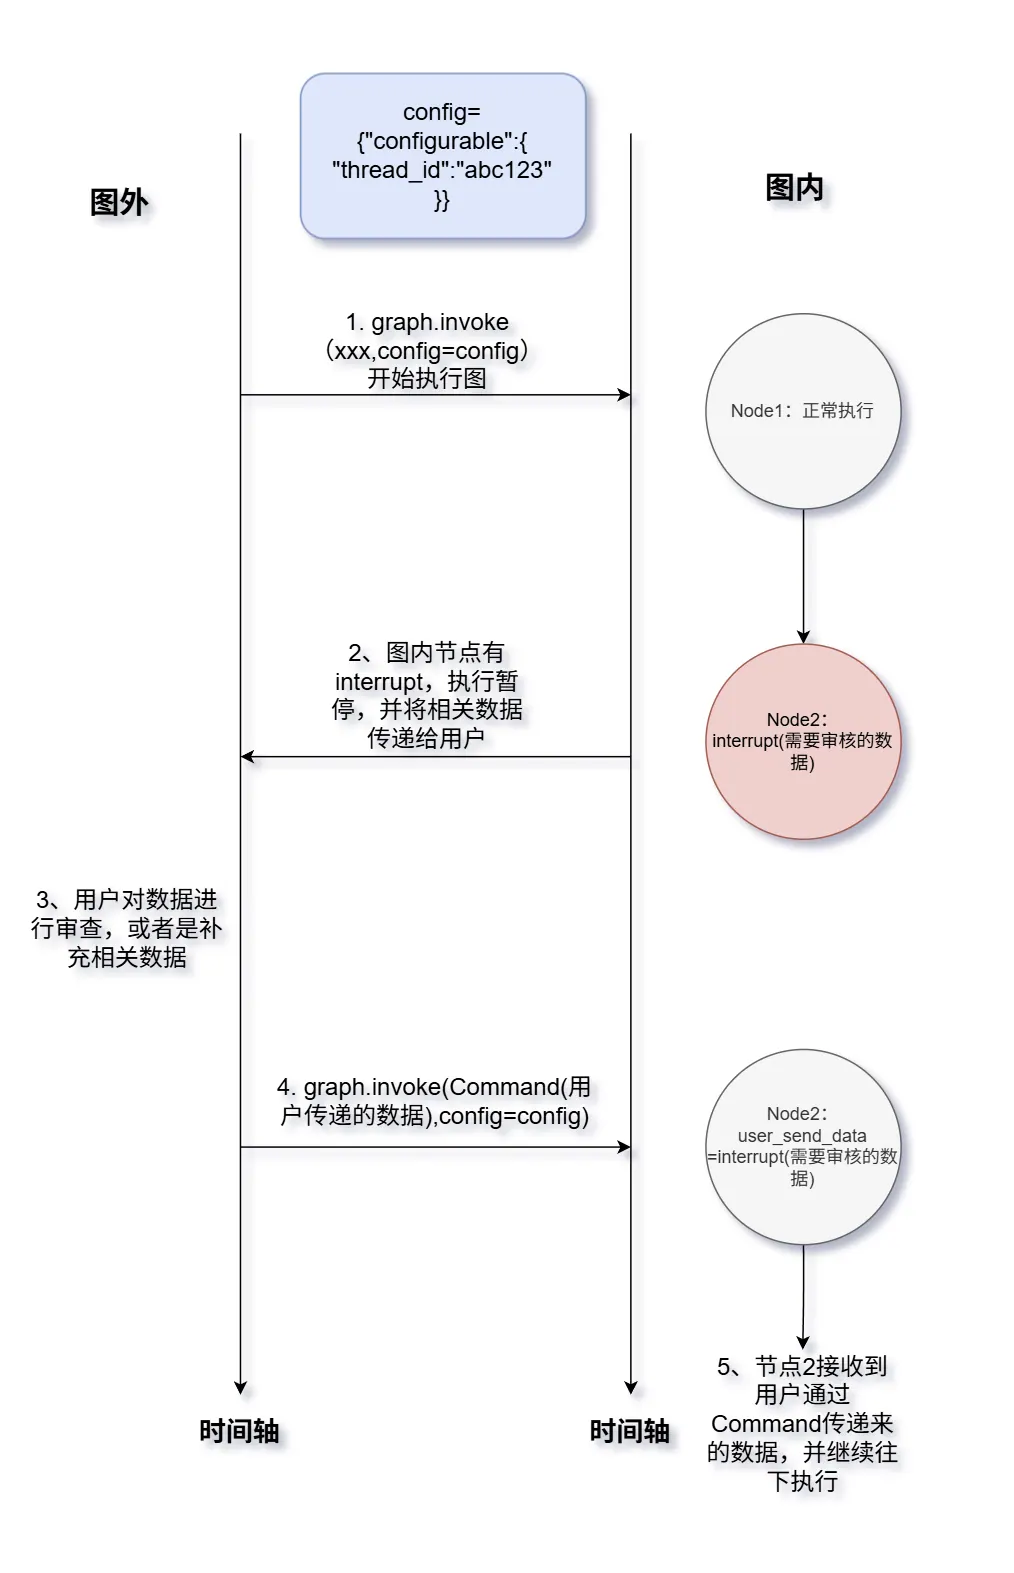 config=
{"configurable":{
"thread_id":"abc123"
}}
图外
图内
1. graph.invoke
（xxx,config=config）
开始执行图
Node1：正常执行
2、图内节点有
interrupt，执行暂
停，并将相关数据
传递给用户
Node2：
interrupt(需要审核的数
据)
3、用户对数据进
行审查，或者是补
充相关数据
4. graph.invoke(Command(用
户传递的数据),config=config)
Node2：
user_send_data
=interrupt(需要审核的数
据)
5、节点2接收到
用户通过
Command传递来
的数据，并继续往
下执行
时间轴
时间轴